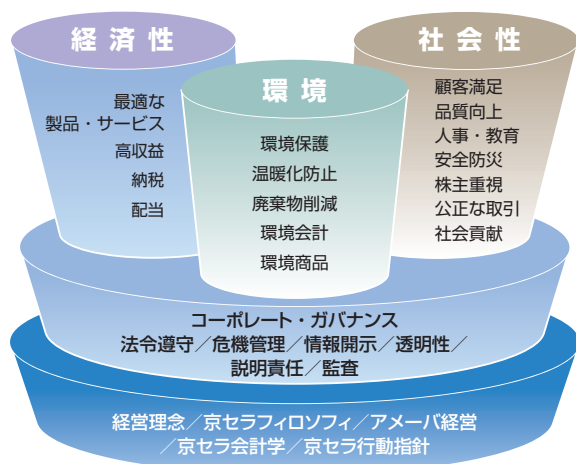 経済性
最適な
製品・サービス
高収益
納税
配当
環境
環境保護
温暖化防止
廃棄物削減
環境会計
環境商品
社会性
顧客満足
品質向上
人事・教育
安全防災
株主重視
公正な取引
社会貢献
コーポレート・ガバナンス
法令遵守／危機管理／情報開示／透明性／
説明責任／監査
経営理念／京セラフィロソフィ／アメーバ経営
／京セラ会計学／京セラ行動指針